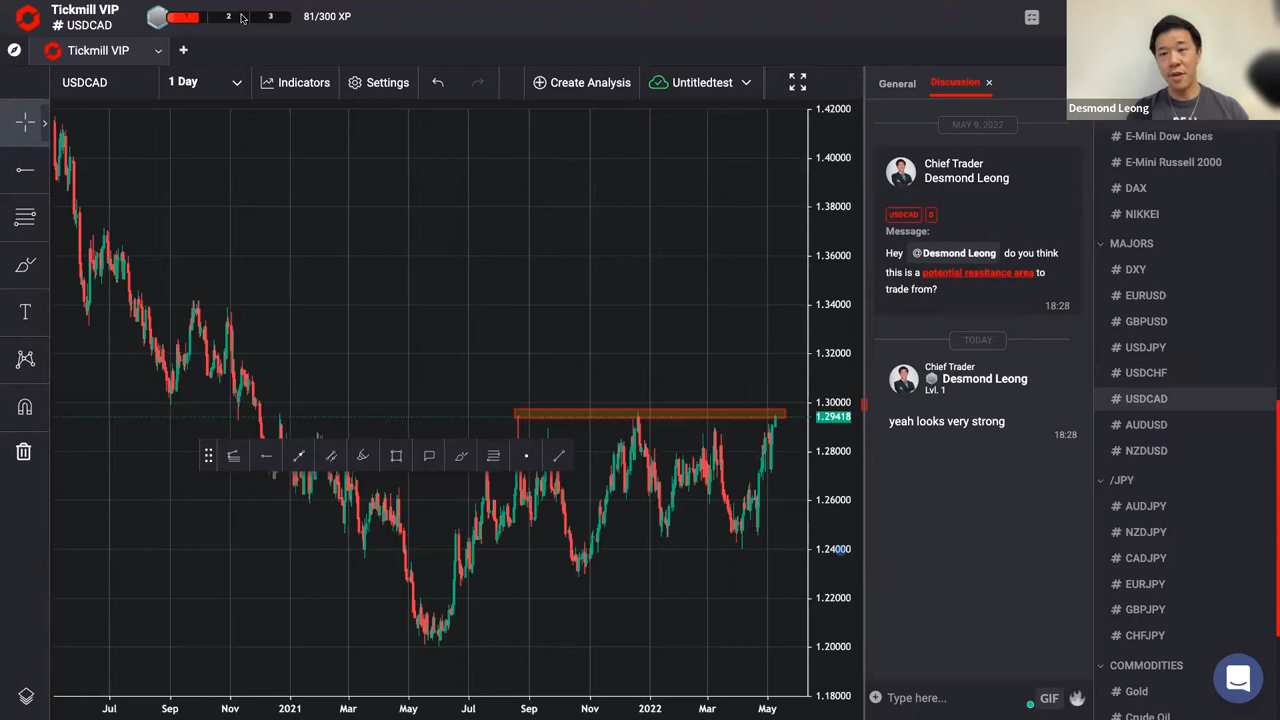 Tickmill VIP
# USDCAD
2
3
81/300 XP
Tickmill VIP
USDCAD
1 Day
Indicators
Settings
Create Analysis
Untitledtest
General
Discussion
Desmond Leong
MAY 9, 2022
Chief Trader
Desmond Leong
USDCAD
D
Message:
Hey @Desmond Leong do you think
this is a potential ressitance area to
trade from?
18:28
TODAY
Chief Trader
Desmond Leong
Lvl. 1
yeah looks very strong
18:28
Type here...
GIF
# E-Mini Dow Jones
# E-Mini Russell 2000
# DAX
# NIKKEI
MAJORS
# DXY
# EURUSD
# GBPUSD
# USDJPY
# USDCHF
# USDCAD
# AUDUSD
# NZDUSD
/JPY
# AUDJPY
# NZDJPY
# CADJPY
# EURJPY
# GBPJPY
# CHFJPY
COMMODITIES
# Gold
# Crude Oil
1.42000
1.40000
1.38000
1.36000
1.34000
1.32000
1.30000
1.29418
1.28000
1.26000
1.24000
1.22000
1.20000
1.18000
Jul
Sep
Nov
2021
Mar
May
Jul
Sep
Nov
2022
Mar
May
T